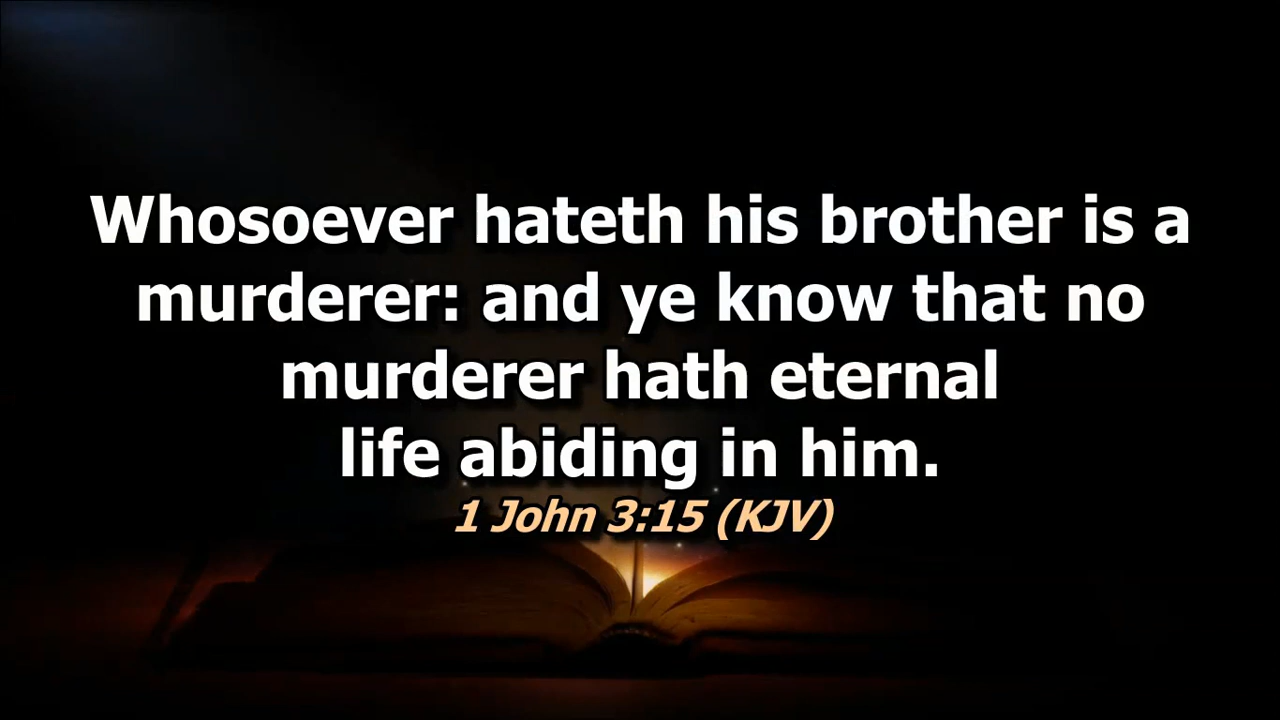 Whosoever hateth his brother is a
murderer: and ye know that no
murderer hath eternal
life abiding in him.
1 John 3:15 (KJV)